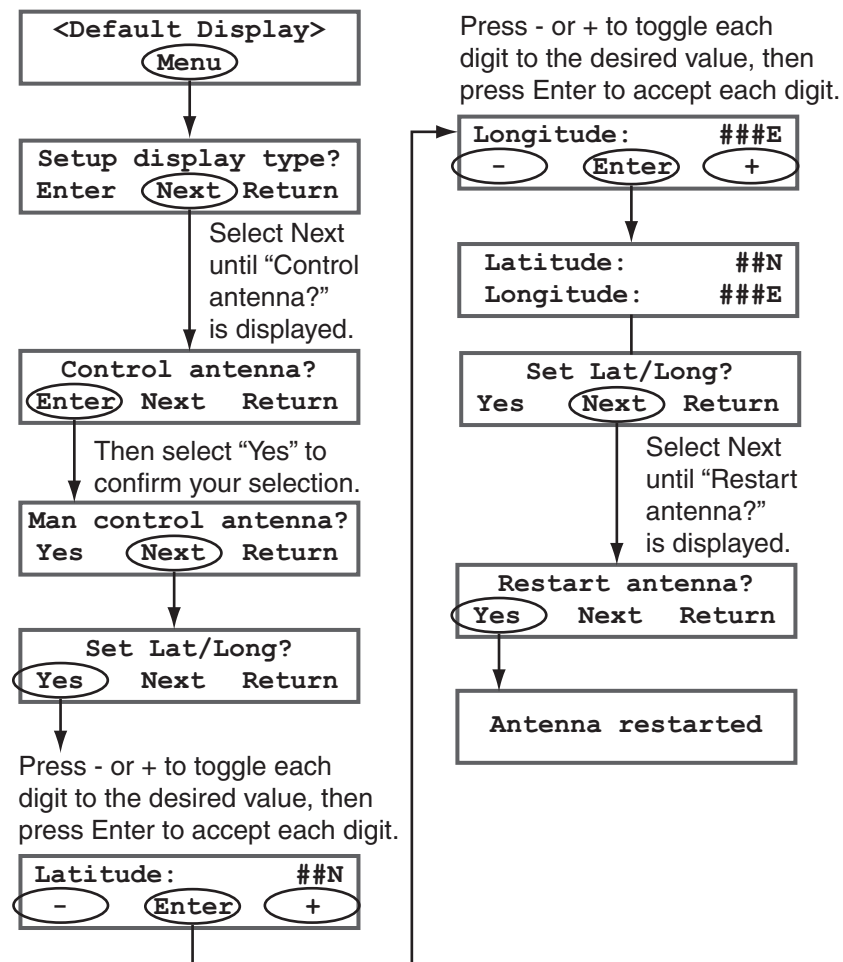 <Default Display>
Menu
Setup display type?
Enter Next Return
Select Next
until “Control
antenna?”
is displayed.
Control antenna?
Enter Next Return
Then select “Yes” to
confirm your selection.
Man control antenna?
Yes Next Return
Set Lat/Long?
Yes Next Return
Press - or + to toggle each
digit to the desired value, then
press Enter to accept each digit.
Latitude: ##N
- Enter +
Press - or + to toggle each
digit to the desired value, then
press Enter to accept each digit.
Longitude: ###E
- Enter +
Latitude: ##N
Longitude: ###E
Set Lat/Long?
Yes Next Return
Select Next
until “Restart
antenna?”
is displayed.
Restart antenna?
Yes Next Return
Antenna restarted